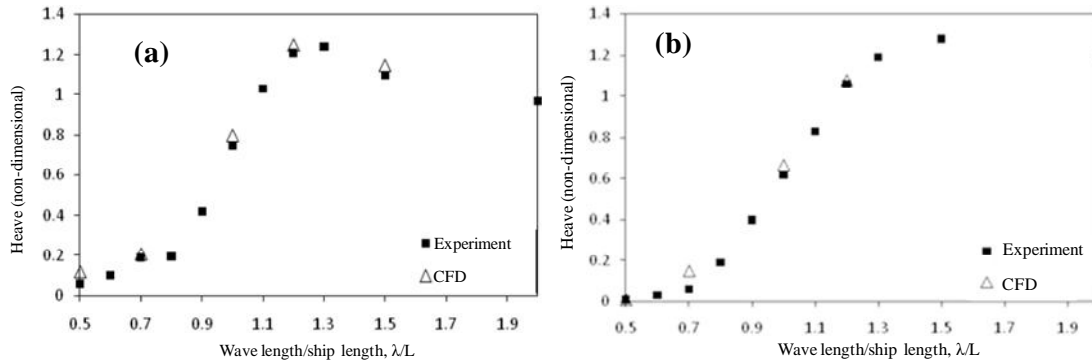 (a)
1.4
1.2
1
0.8
0.6
0.4
0.2
0
Heave (non-dimensional)
Experiment
CFD
0.5 0.7 0.9 1.1 1.3 1.5 1.7 1.9
Wave length/ship length, λ/L
(b)
1.4
1.2
1
0.8
0.6
0.4
0.2
0
Heave (non-dimensional)
Experiment
CFD
0.5 0.7 0.9 1.1 1.3 1.5 1.7 1.9
Wave length/ship length, λ/L